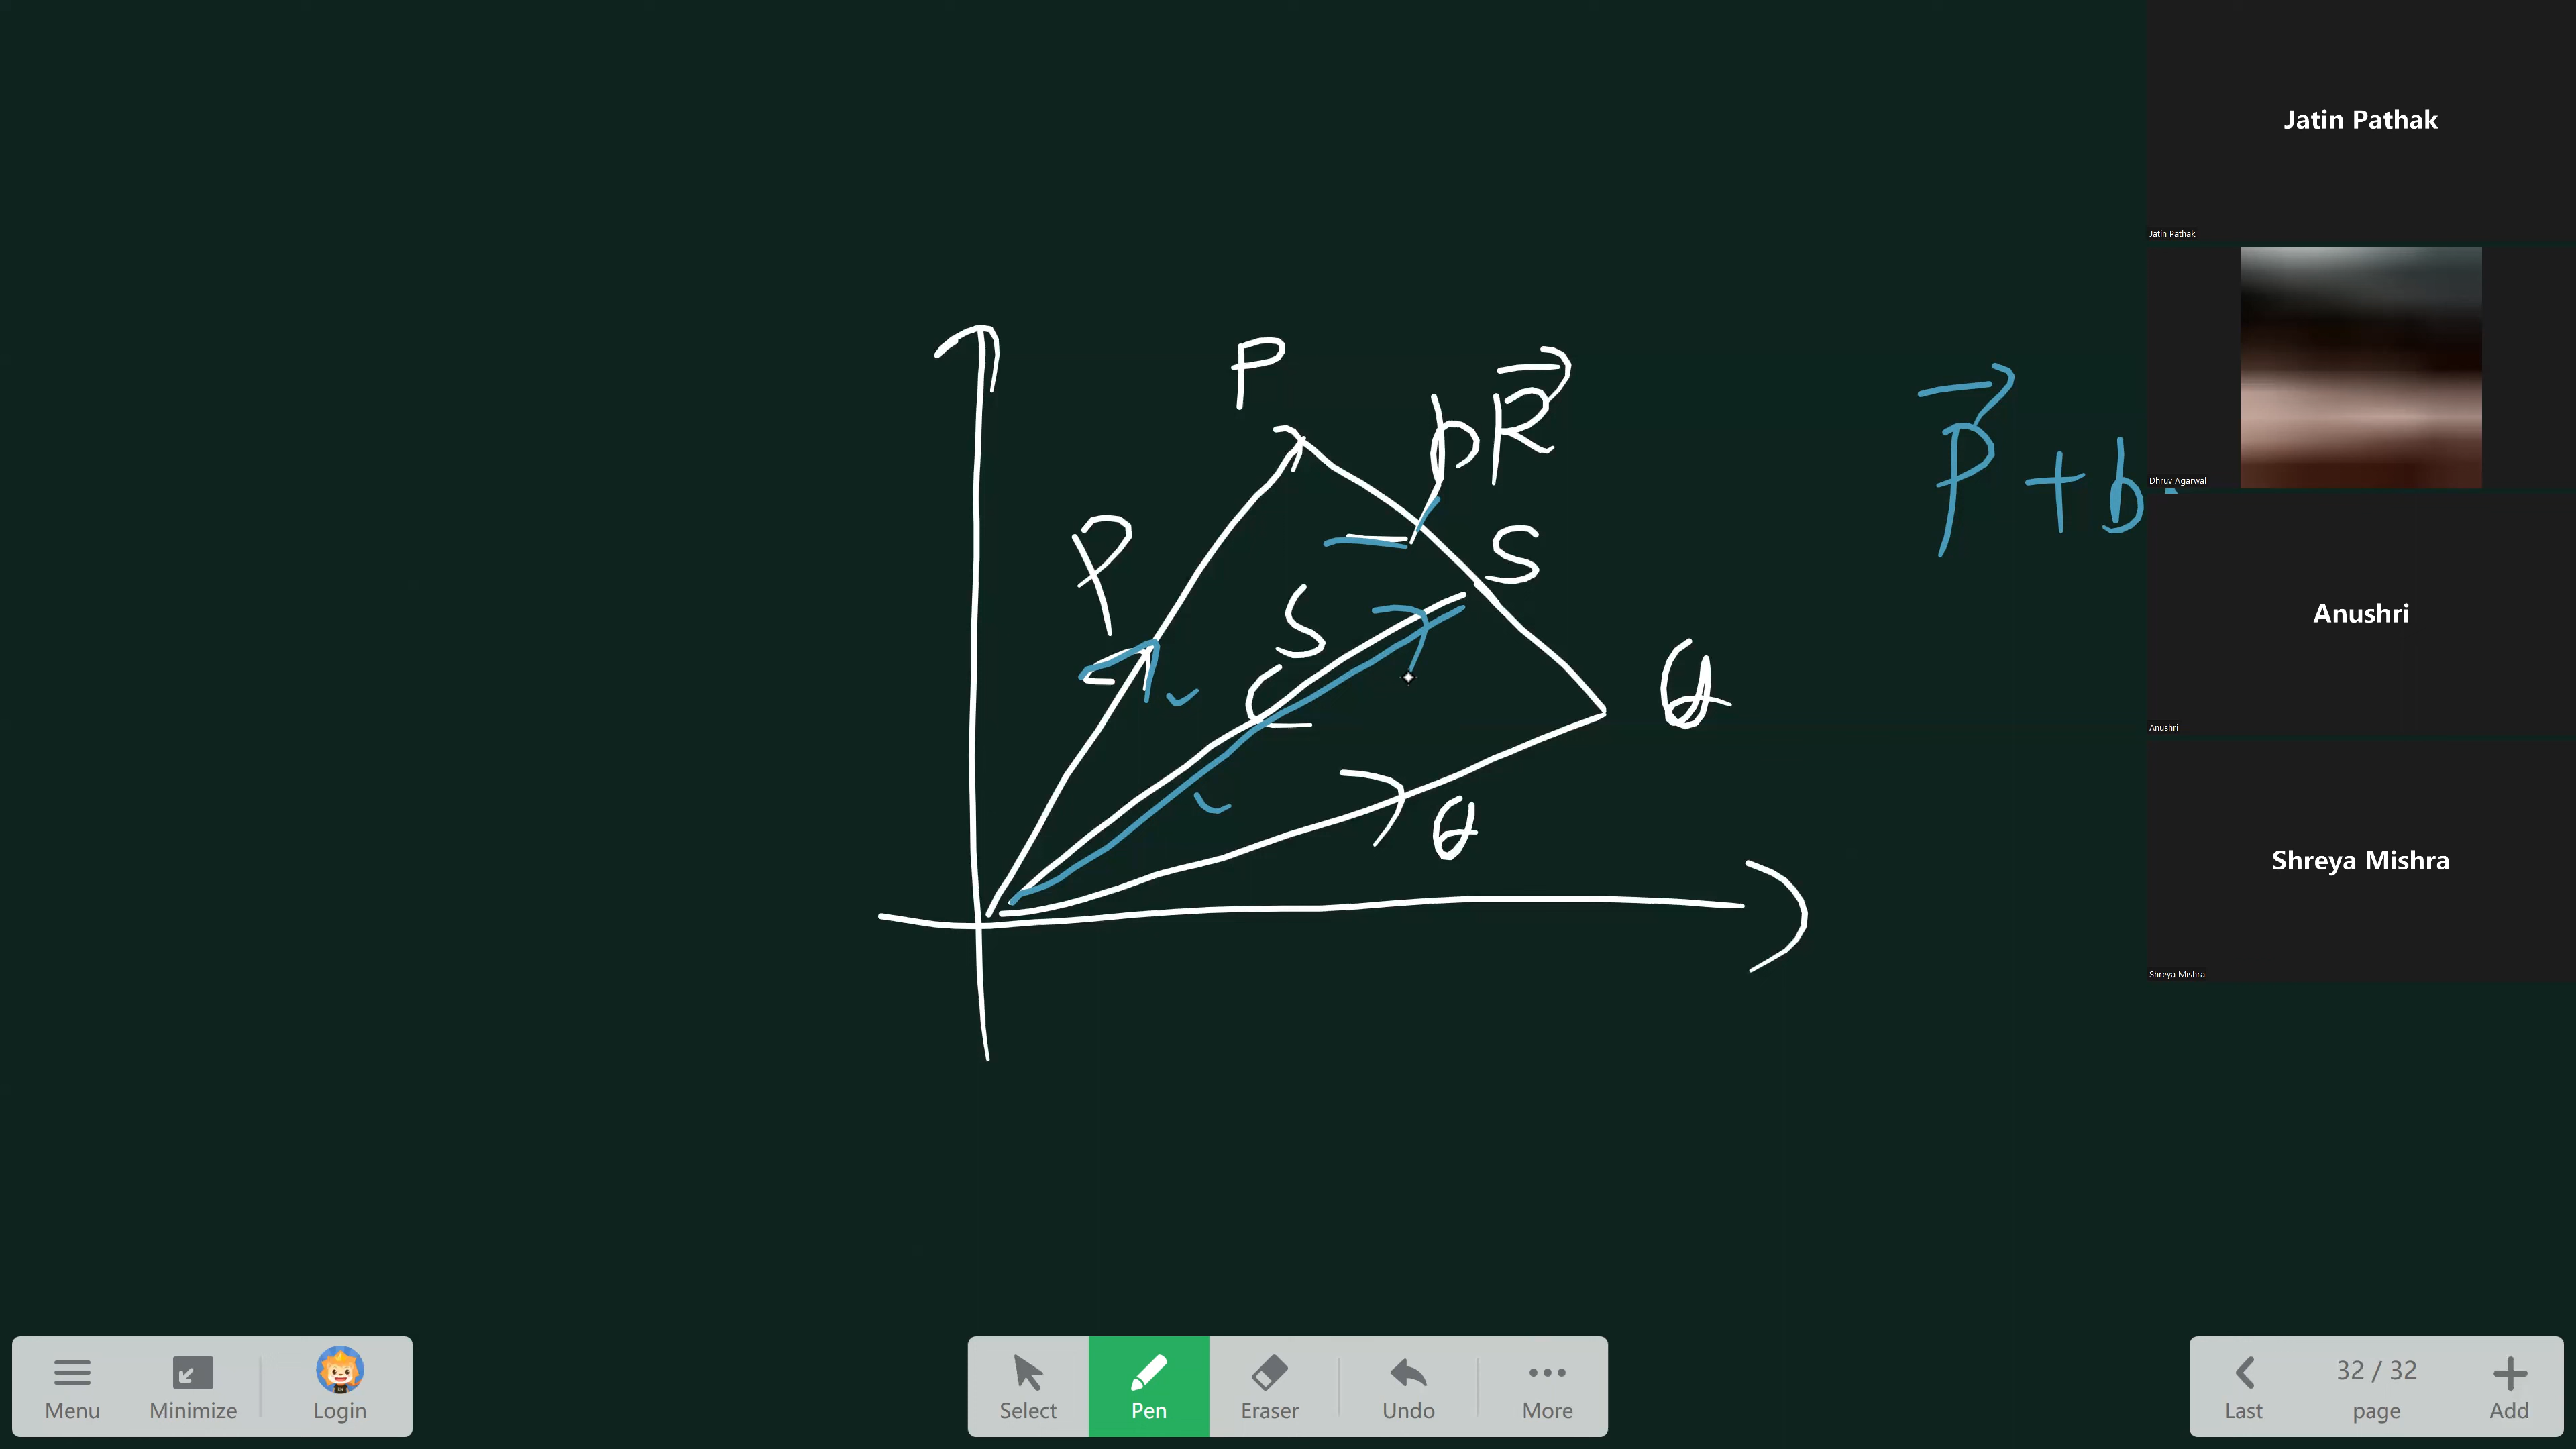 Jatin Pathak
Jatin Pathak
P
bR
P
P + b
Dhruv Agarwal
S
S
Anushri
Q
Anushri
Q
Shreya Mishra
Shreya Mishra
Menu
Minimize
Login
Select
Pen
Eraser
Undo
More
Last
32 / 32
page
Add